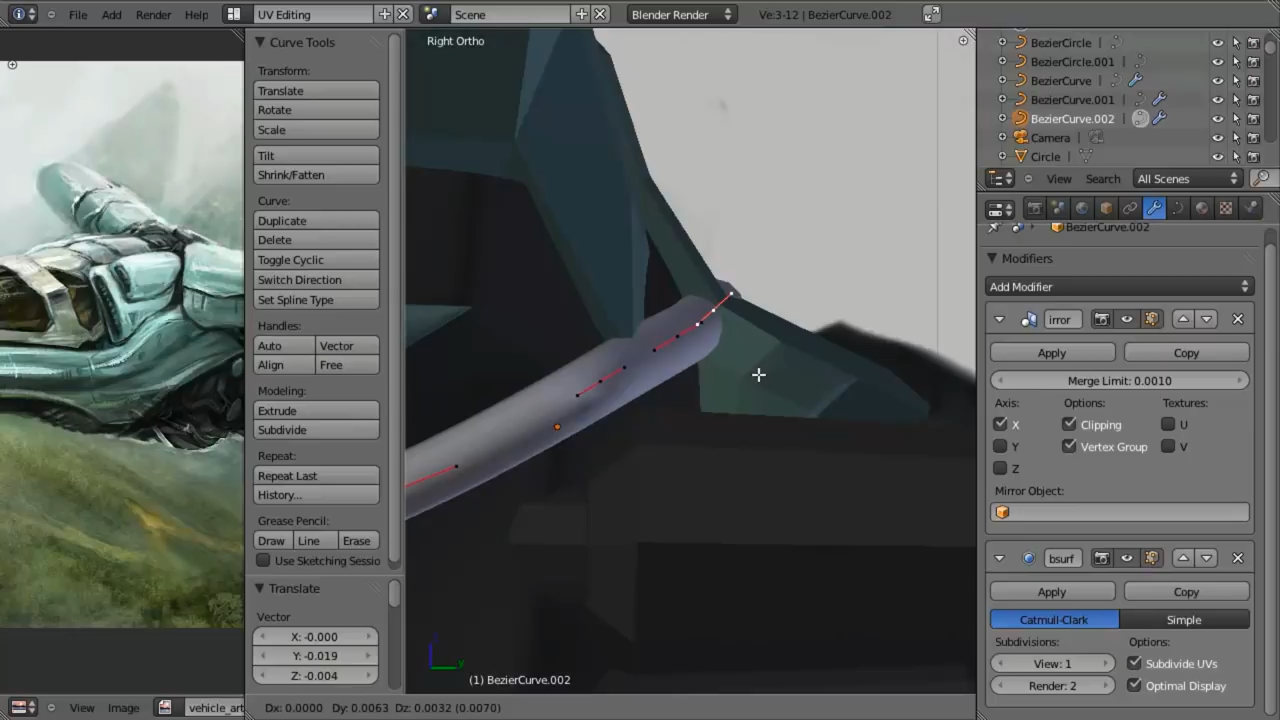 File Add Render Help UV Editing Scene Blender Render Ve:3-12 | BezierCurve.002
Curve Tools
Transform:
Translate
Rotate
Scale
Tilt
Shrink/Fatten
Curve:
Duplicate
Delete
Toggle Cyclic
Switch Direction
Set Spline Type
Handles:
Auto Vector
Align Free
Modeling:
Extrude
Subdivide
Repeat:
Repeat Last
History...
Grease Pencil:
Draw Line Erase
Use Sketching Sessio
Translate
Vector
X: -0.000
Y: -0.019
Z: -0.004
View Image vehicle_art
Right Ortho
(1) BezierCurve.002
Dx: 0.0000 Dy: 0.0063 Dz: 0.0032 (0.0070)
BezierCircle
BezierCircle.001
BezierCurve
BezierCurve.001
BezierCurve.002
Camera
Circle
View Search All Scenes
BezierCurve.002
Modifiers
Add Modifier
irror
Apply Copy
Merge Limit: 0.0010
Axis: Options: Textures:
X Clipping U
Y Vertex Group V
Z
Mirror Object:
bsurf
Apply Copy
Catmull-Clark Simple
Subdivisions: Options:
View: 1 Subdivide UVs
Render: 2 Optimal Display